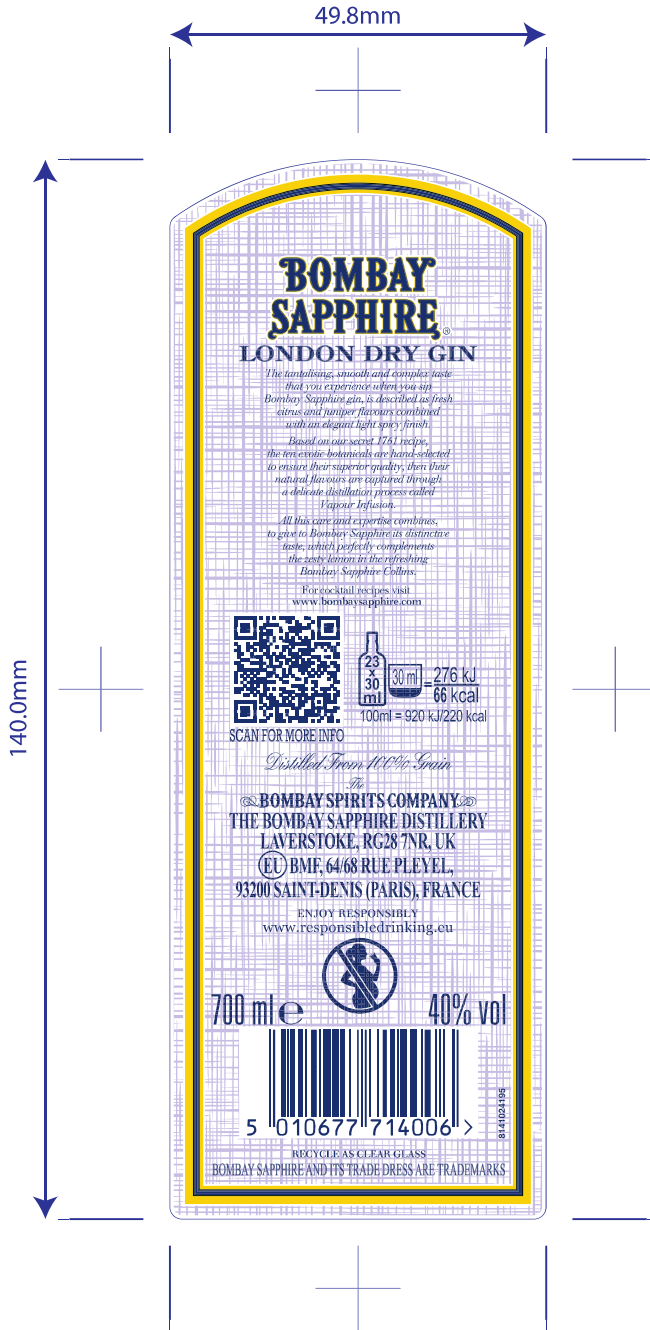 49.8mm
140.0mm
BOMBAY
SAPPHIRE®
LONDON DRY GIN
The tantalising, smooth and complex taste
that you experience when you sip
Bombay Sapphire gin, is described as fresh
citrus and juniper flavours combined
with an elegant light spicy finish
Based on our secret 1761 recipe,
the ten exotic botanicals are hand-selected
to ensure their superior quality, then their
natural flavours are captured through
a delicate distillation process called
Vapour Infusion.
All this care and expertise combines,
to give to Bombay Sapphire its distinctive
taste, which perfectly complements
the zesty lemon in the refreshing
Bombay Sapphire Collins.
For cocktail recipes visit
www.bombaysapphire.com
23
x
30
ml
30 ml
= 276 kJ
66 kcal
100ml = 920 kJ/220 kcal
SCAN FOR MORE INFO
Distilled From 100% Grain
The
BOMBAY SPIRITS COMPANY
THE BOMBAY SAPPHIRE DISTILLERY
LAVERSTOKE, RG28 7NR, UK
EU BMF, 64/68 RUE PLEYEL,
93200 SAINT-DENIS (PARIS), FRANCE
ENJOY RESPONSIBLY
www.responsibledrinking.eu
700 ml e
40% vol
5 010677 714006 >
8141024195
RECYCLE AS CLEAR GLASS
BOMBAY SAPPHIRE AND ITS TRADE DRESS ARE TRADEMARKS